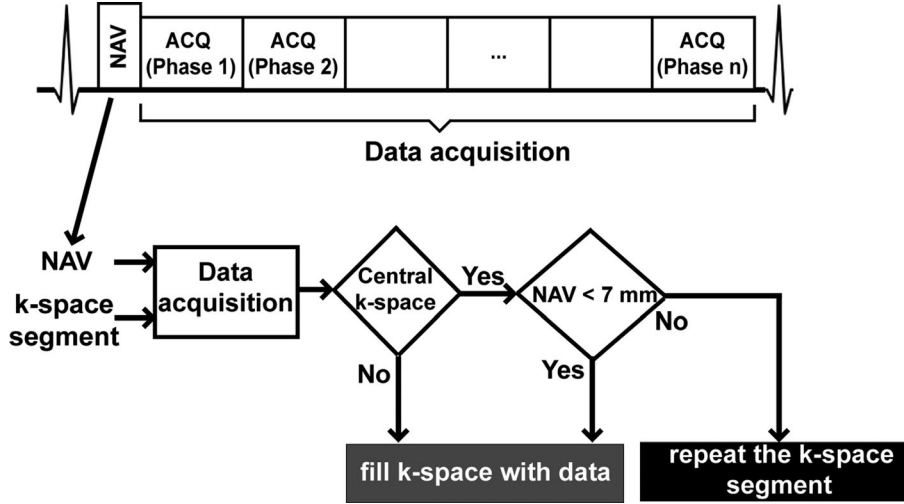 NAV
ACQ
(Phase 1)
ACQ
(Phase 2)
...
ACQ
(Phase n)
Data acquisition
NAV
k-space
segment
Data
acquisition
Central
k-space
Yes
NAV < 7 mm
No
No
Yes
fill k-space with data
repeat the k-space
segment